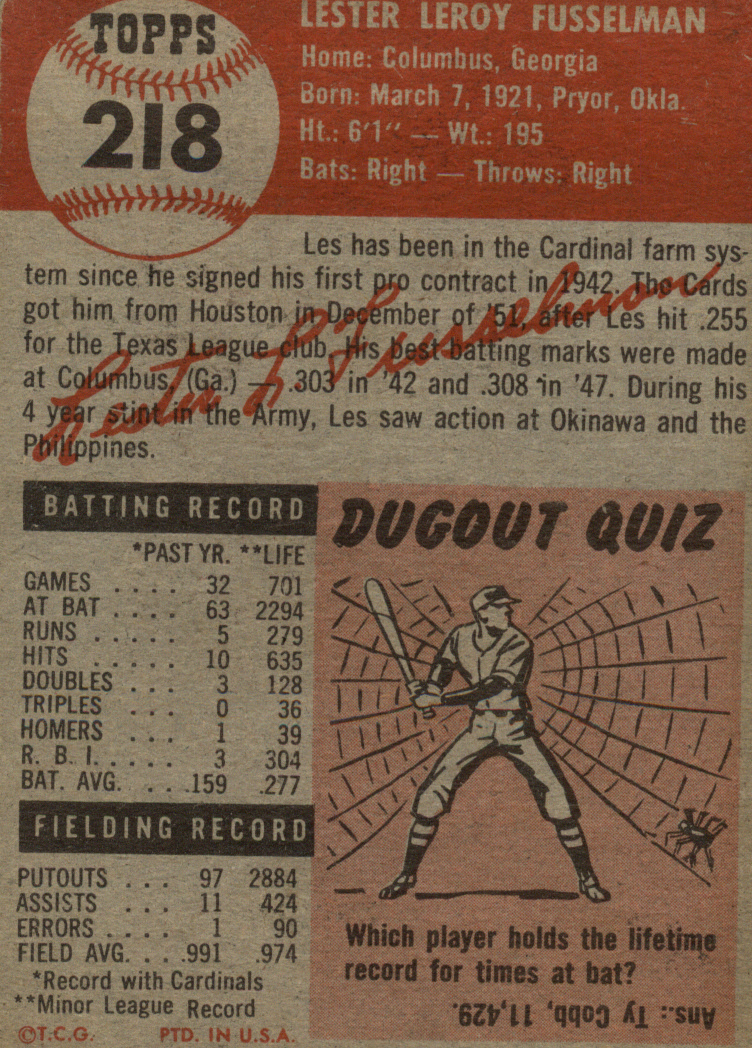 TOPPS
218
LESTER LEROY FUSSELMAN
Home: Columbus, Georgia
Born: March 7, 1921, Pryor, Okla.
Ht.: 6'1" — Wt.: 195
Bats: Right — Throws: Right
Les has been in the Cardinal farm sys-
tem since he signed his first pro contract in 1942. The Cards
got him from Houston in December of '51, after Les hit .255
for the Texas League club. His best batting marks were made
at Columbus, (Ga.) — .303 in '42 and .308 in '47. During his
4 year stint in the Army, Les saw action at Okinawa and the
Philippines.
Lester L Fusselman
BATTING RECORD
*PAST YR. **LIFE
GAMES .... 32 701
AT BAT .... 63 2294
RUNS ..... 5 279
HITS ..... 10 635
DOUBLES ... 3 128
TRIPLES ... 0 36
HOMERS ... 1 39
R. B. I. .... 3 304
BAT. AVG. . .159 .277
FIELDING RECORD
PUTOUTS ... 97 2884
ASSISTS ... 11 424
ERRORS .... 1 90
FIELD AVG. . .991 .974
*Record with Cardinals
**Minor League Record
©T.C.G. PTD. IN U.S.A.
DUGOUT QUIZ
Which player holds the lifetime
record for times at bat?
Ans.: Ty Cobb, 11,429.